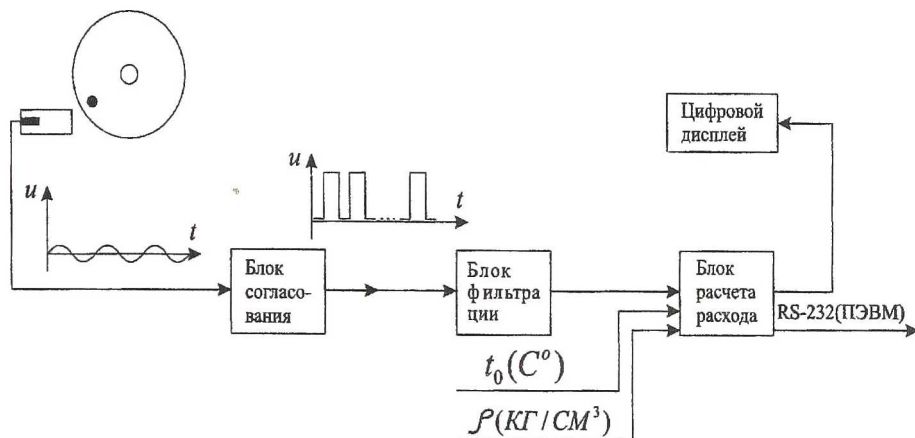 Цифровой
дисплей
u
t
u
t
Блок
согласо-
вания
Блок
фильтра
ции
Блок
расчета
расхода
RS-232(ПЭВМ)
t₀(C°)
ρ(КГ/СМ³)